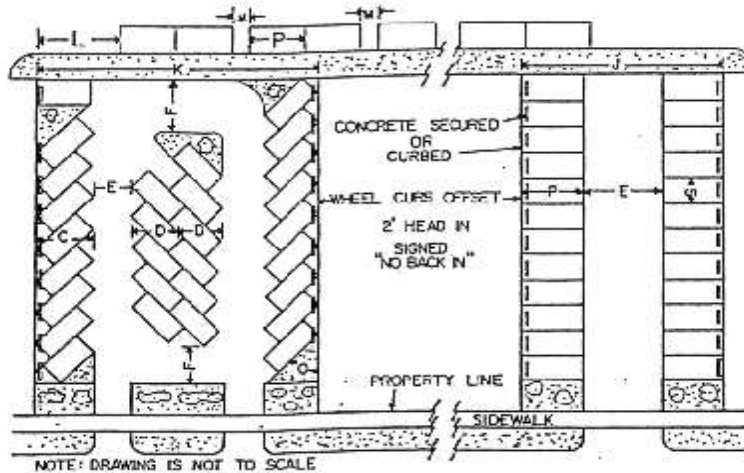 L
M
P
M
K
J
F
CONCRETE SECURED
OR
CURBED
E
WHEEL CURS OFFSET
P
E
S
2' HEAD IN
SIGNED
"NO BACK IN"
C
D
D
F
O
PROPERTY LINE
SIDEWALK
NOTE: DRAWING IS NOT TO SCALE